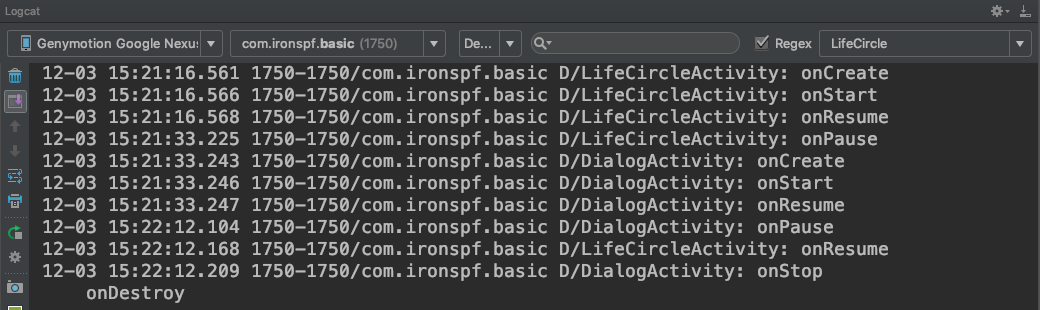 Logcat
Genymotion Google Nexus
com.ironspf.basic (1750)
De...
Regex
LifeCircle
12-03 15:21:16.561 1750-1750/com.ironspf.basic D/LifeCircleActivity: onCreate
12-03 15:21:16.566 1750-1750/com.ironspf.basic D/LifeCircleActivity: onStart
12-03 15:21:16.568 1750-1750/com.ironspf.basic D/LifeCircleActivity: onResume
12-03 15:21:33.225 1750-1750/com.ironspf.basic D/LifeCircleActivity: onPause
12-03 15:21:33.243 1750-1750/com.ironspf.basic D/DialogActivity: onCreate
12-03 15:21:33.246 1750-1750/com.ironspf.basic D/DialogActivity: onStart
12-03 15:21:33.247 1750-1750/com.ironspf.basic D/DialogActivity: onResume
12-03 15:22:12.104 1750-1750/com.ironspf.basic D/DialogActivity: onPause
12-03 15:22:12.168 1750-1750/com.ironspf.basic D/LifeCircleActivity: onResume
12-03 15:22:12.209 1750-1750/com.ironspf.basic D/DialogActivity: onStop
onDestroy